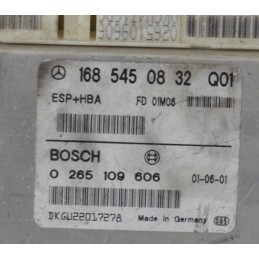 168 545 08 32 Q01
ESP+HBA FD 01M06
BOSCH
0 265 109 606 01-06-01
DKGW22D17278 Made in Germany